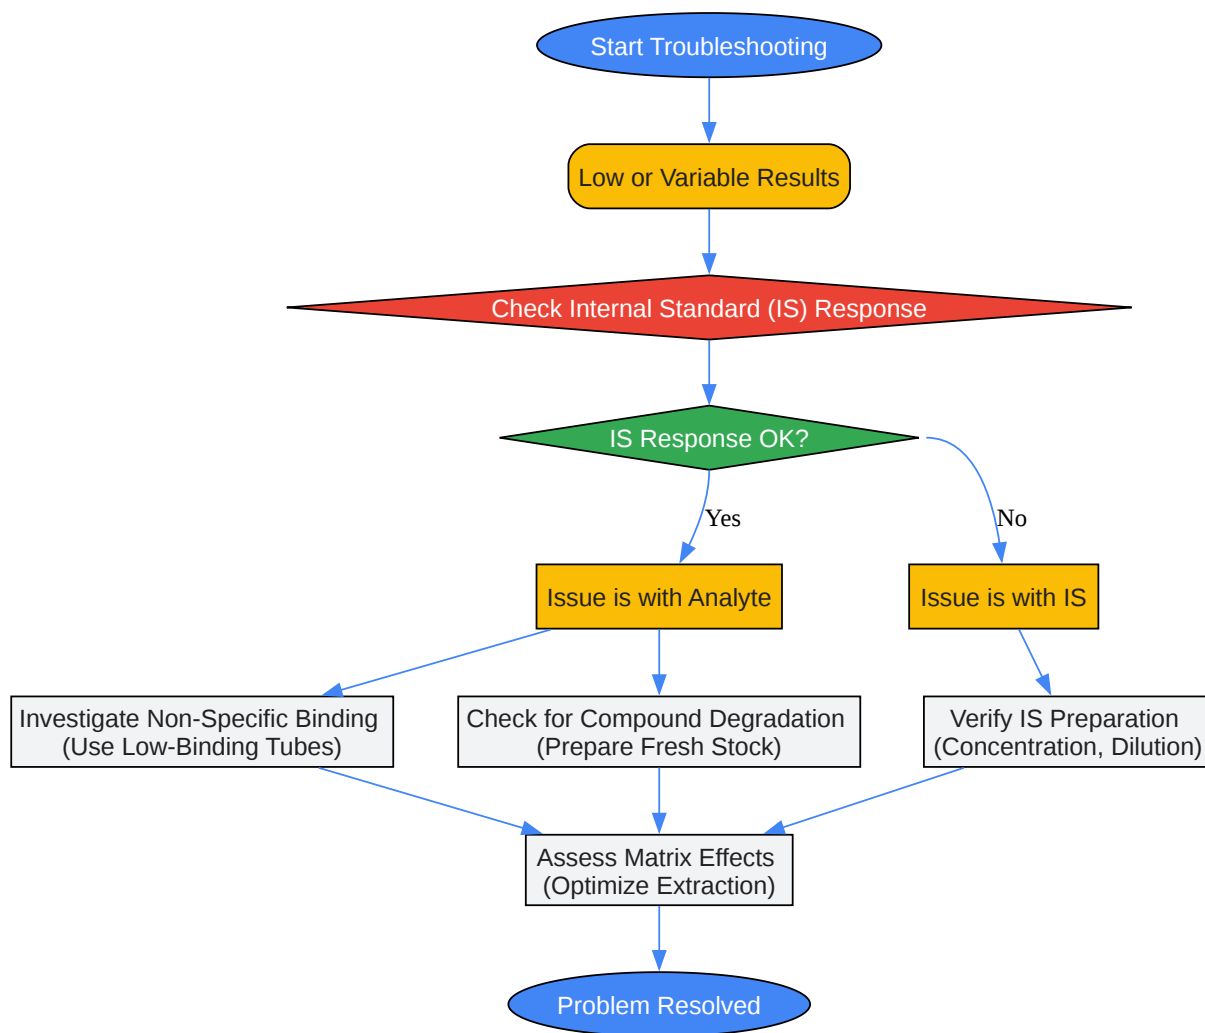 Start Troubleshooting
Low or Variable Results
Check Internal Standard (IS) Response
IS Response OK?
Yes
No
Issue is with Analyte
Issue is with IS
Investigate Non-Specific Binding
(Use Low-Binding Tubes)
Check for Compound Degradation
(Prepare Fresh Stock)
Verify IS Preparation
(Concentration, Dilution)
Assess Matrix Effects
(Optimize Extraction)
Problem Resolved